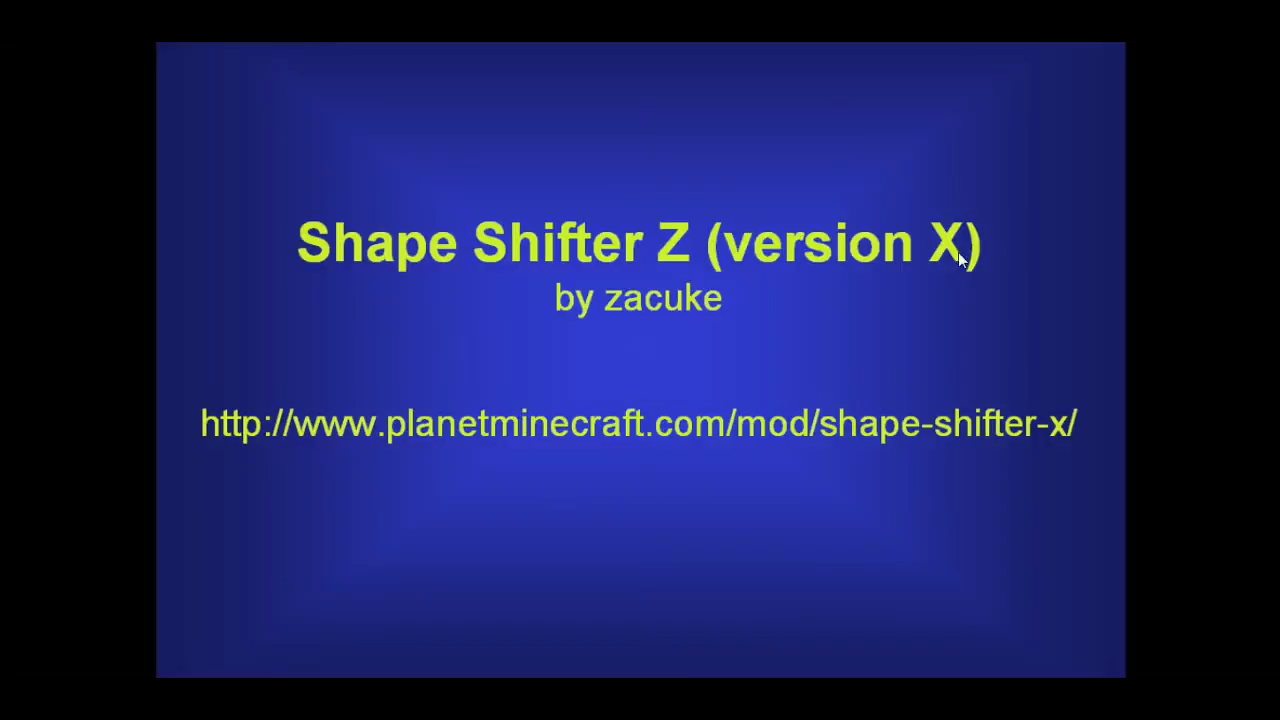 Shape Shifter Z (version X)
by zacuke
http://www.planetminecraft.com/mod/shape-shifter-x/